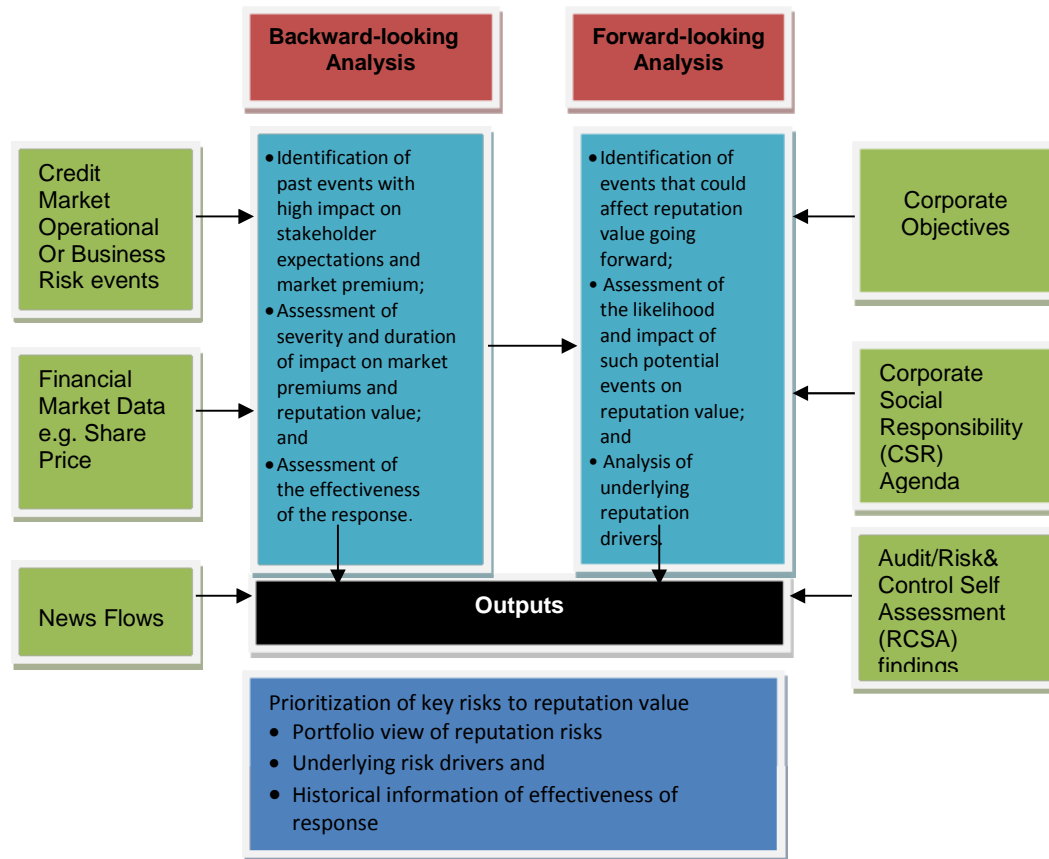 Backward-looking
Analysis
Forward-looking
Analysis
Credit
Market
Operational
Or Business
Risk events
Financial
Market Data
e.g. Share
Price
News Flows
• Identification of
past events with
high impact on
stakeholder
expectations and
market premium;
• Assessment of
severity and duration
of impact on market
premiums and
reputation value;
and
• Assessment of
the effectiveness
of the response.
• Identification of
events that could
affect reputation
value going
forward;
• Assessment of
the likelihood
and impact of
such potential
events on
reputation value;
and
• Analysis of
underlying
reputation
drivers.
Corporate
Objectives
Corporate
Social
Responsibility
(CSR)
Agenda
Audit/Risk&
Control Self
Assessment
(RCSA)
findings
Outputs
Prioritization of key risks to reputation value
• Portfolio view of reputation risks
• Underlying risk drivers and
• Historical information of effectiveness of
response